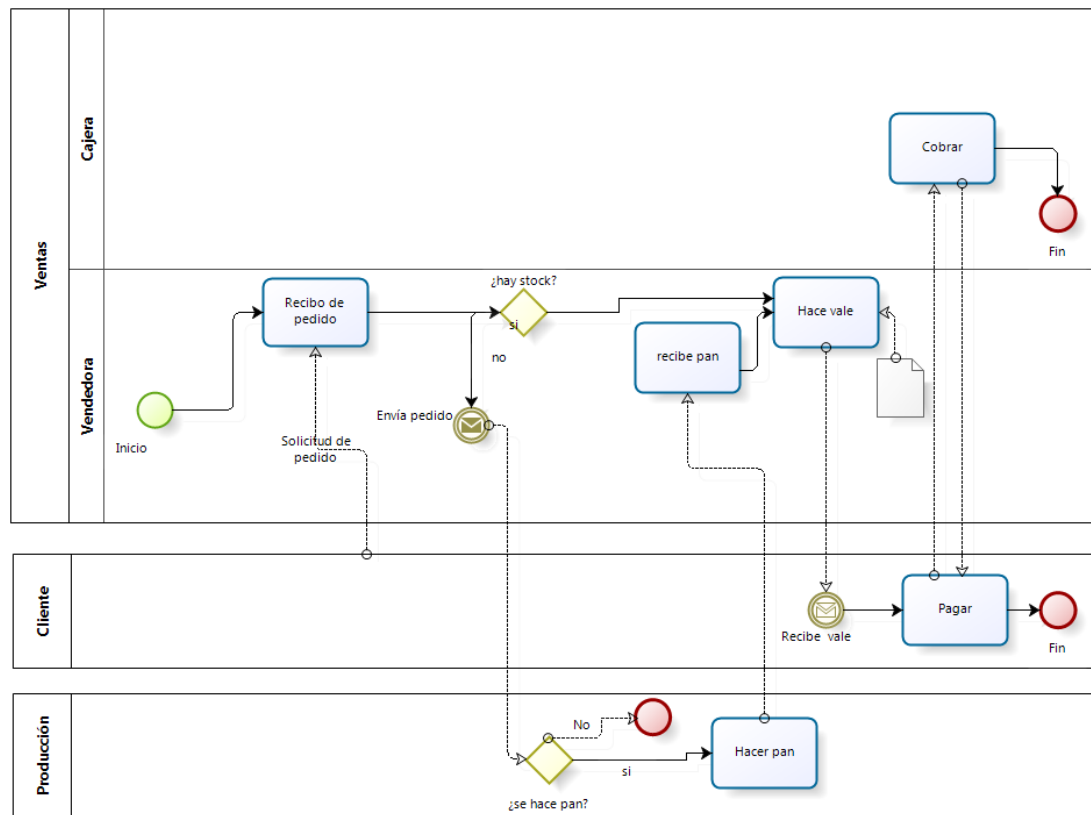 Ventas
Cajera
Cobrar
Fin
Vendedora
Inicio
Recibo de
pedido
Solicitud de
pedido
¿hay stock?
si
no
Envía pedido
recibe pan
Hace vale
Cliente
Recibe vale
Pagar
Fin
Producción
¿se hace pan?
No
si
Hacer pan